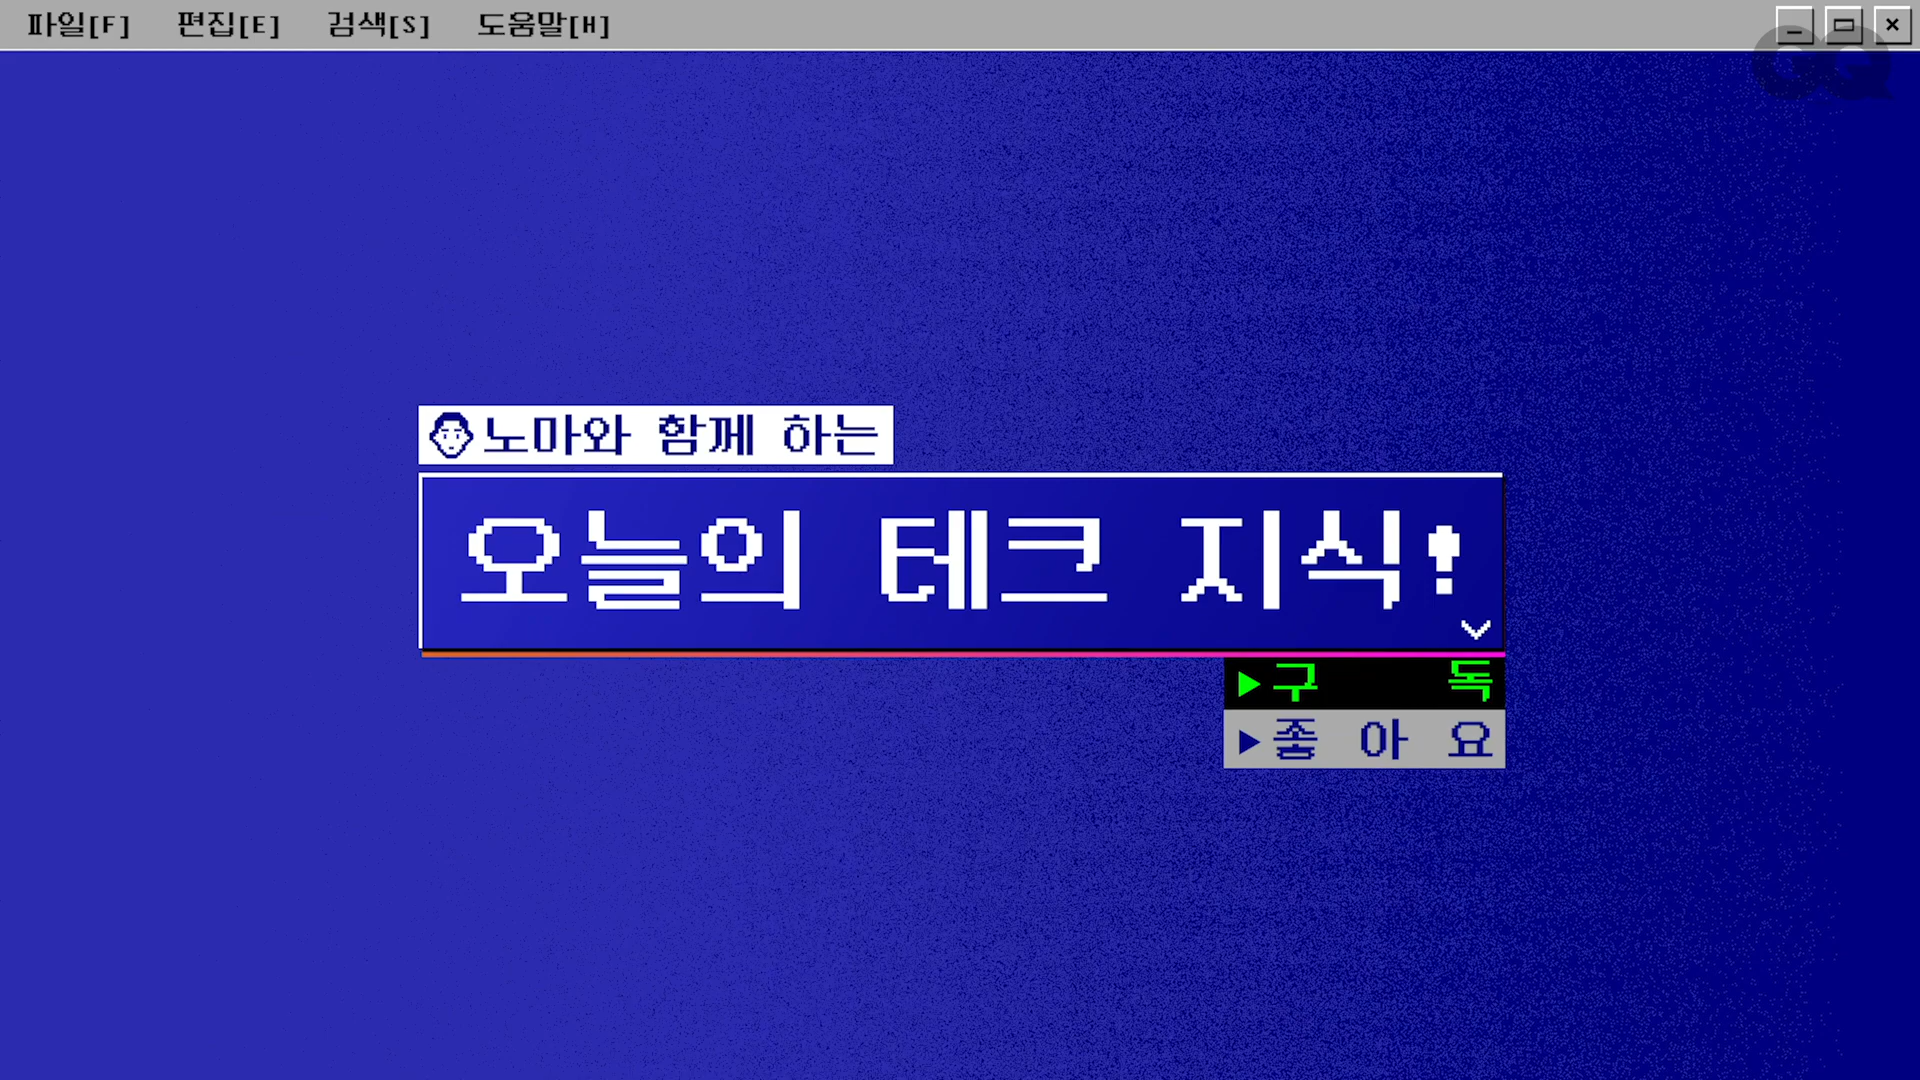 파일[F] 편집[E] 검색[S] 도움말[H]
GQ
노마와 함께 하는
오늘의 테크 지식!
▶구 독
▶좋 아 요